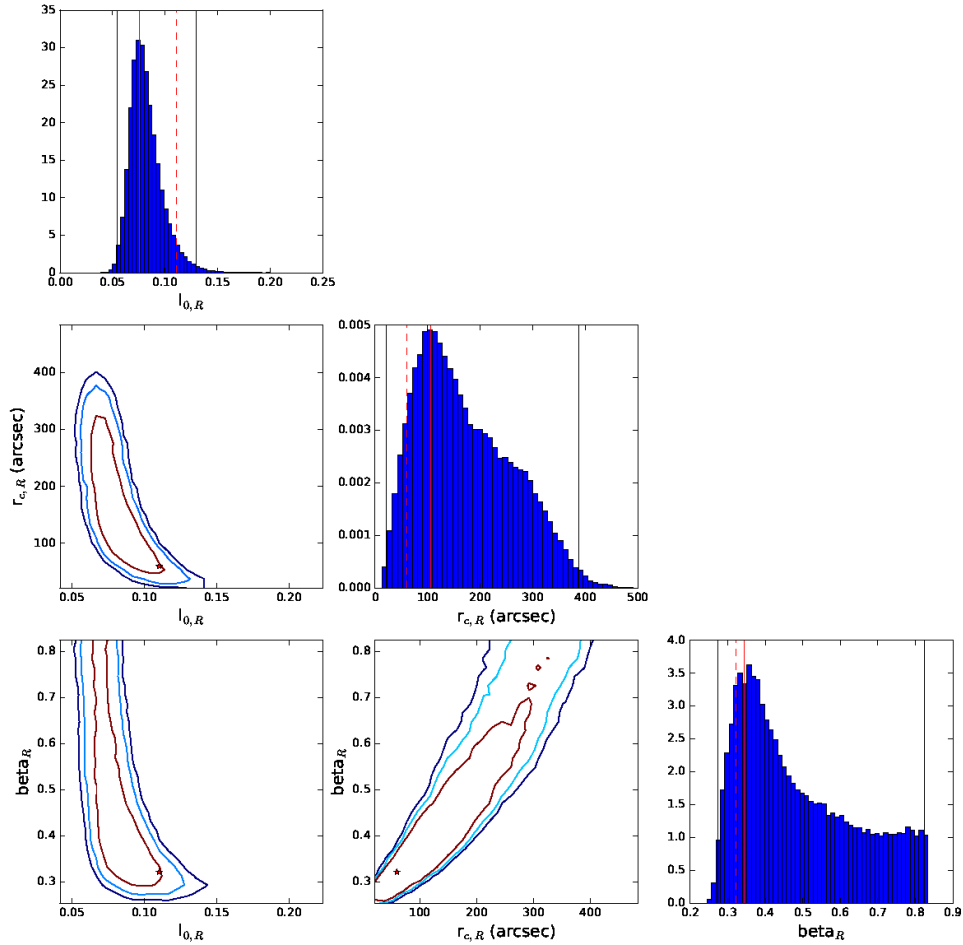 35
30
25
20
15
10
5
0
0.00 0.05 0.10 0.15 0.20 0.25
I0,R
400
300
200
100
rc,R (arcsec)
0.05 0.10 0.15 0.20
I0,R
0.005
0.004
0.003
0.002
0.001
0.000
0 100 200 300 400 500
rc,R (arcsec)
0.8
0.7
0.6
0.5
0.4
0.3
betaR
0.05 0.10 0.15 0.20
I0,R
0.8
0.7
0.6
0.5
0.4
0.3
betaR
100 200 300 400
rc,R (arcsec)
4.0
3.5
3.0
2.5
2.0
1.5
1.0
0.5
0.0
0.2 0.3 0.4 0.5 0.6 0.7 0.8 0.9
betaR